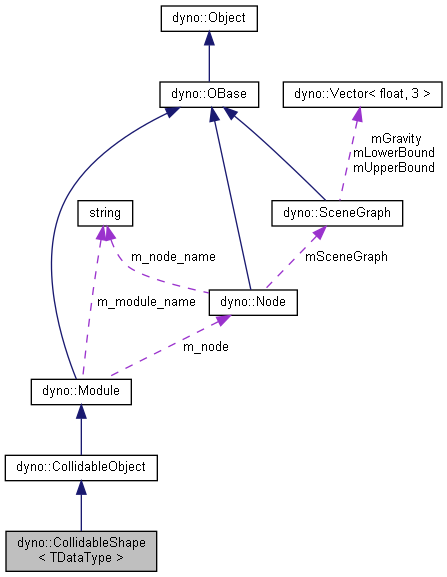 dyno::Object
dyno::OBase
dyno::Vector< float, 3 >
mGravity
mLowerBound
mUpperBound
string
dyno::SceneGraph
m_node_name
mSceneGraph
m_module_name
dyno::Node
m_node
dyno::Module
dyno::CollidableObject
dyno::CollidableShape
< TDataType >